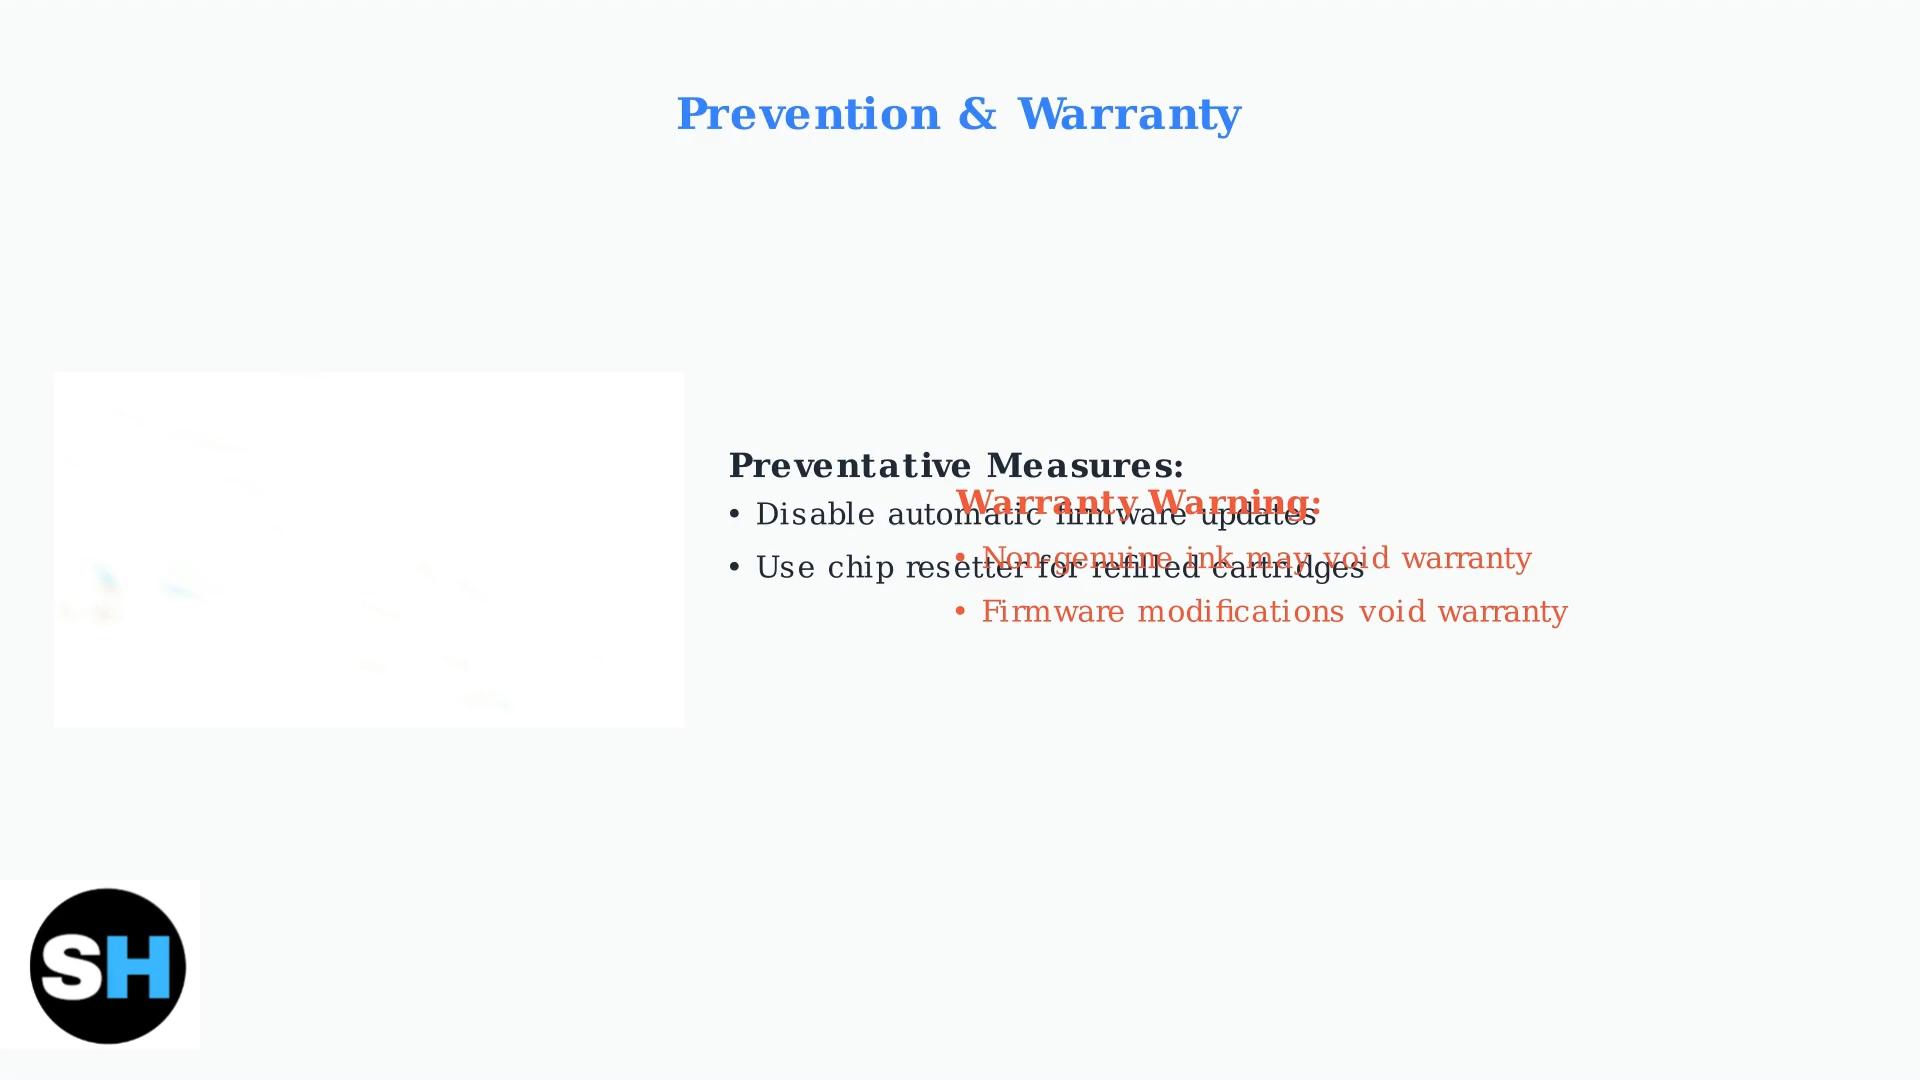 Prevention & Warranty
Preventative Measures:
• Disable automatic firmware updates
• Use chip resetter for refilled cartridges
Warranty Warning:
• Non-genuine ink may void warranty
• Firmware modifications void warranty
SH